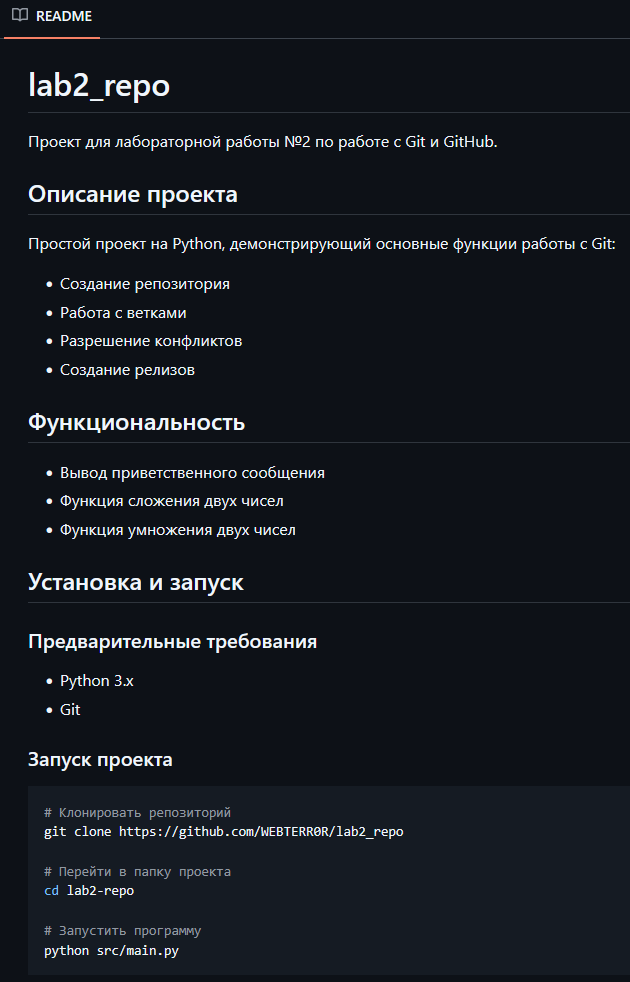 README
lab2_repo
Проект для лабораторной работы №2 по работе с Git и GitHub.
Описание проекта
Простой проект на Python, демонстрирующий основные функции работы с Git:
• Создание репозитория
• Работа с ветками
• Разрешение конфликтов
• Создание релизов
Функциональность
• Вывод приветственного сообщения
• Функция сложения двух чисел
• Функция умножения двух чисел
Установка и запуск
Предварительные требования
• Python 3.x
• Git
Запуск проекта
# Клонировать репозиторий
git clone https://github.com/WEBTERR0R/lab2_repo
# Перейти в папку проекта
cd lab2-repo
# Запустить программу
python src/main.py